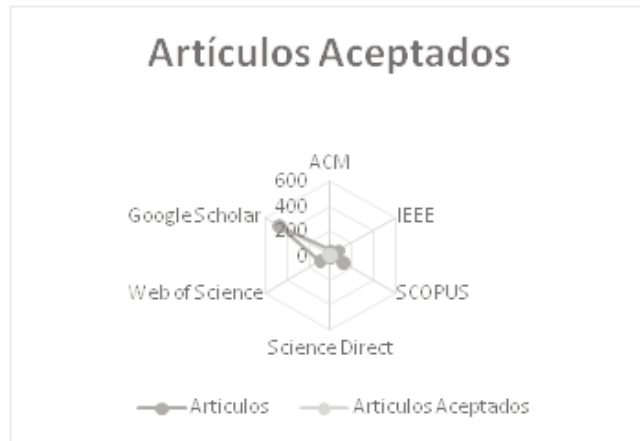 Artículos Aceptados
ACM
600
400
200
0
Google Scholar
IEEE
Web of Science
SCOPUS
Science Direct
Articulos
Articulos Aceptados